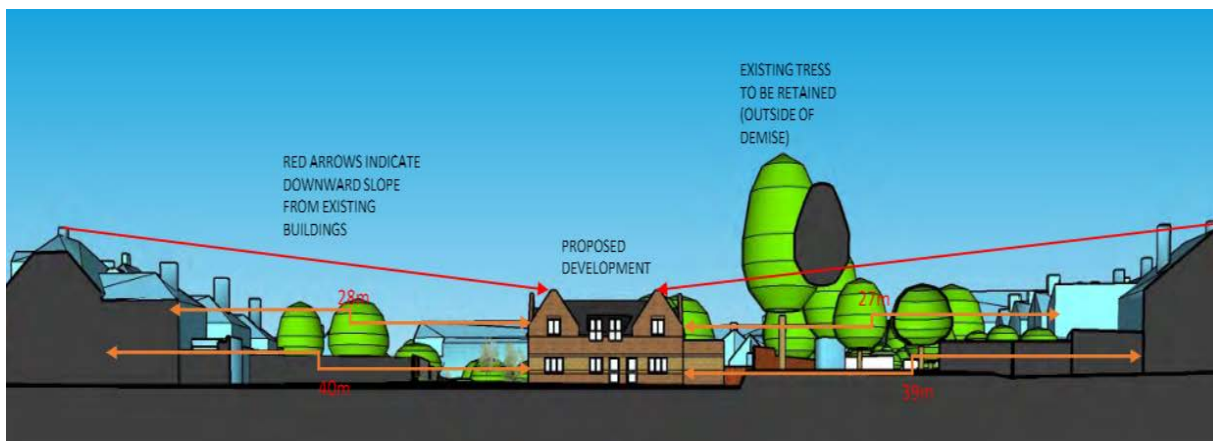 EXISTING TRESS
TO BE RETAINED
(OUTSIDE OF
DEMISE)
RED ARROWS INDICATE
DOWNWARD SLOPE
FROM EXISTING
BUILDINGS
PROPOSED
DEVELOPMENT
28m
27m
40m
39m